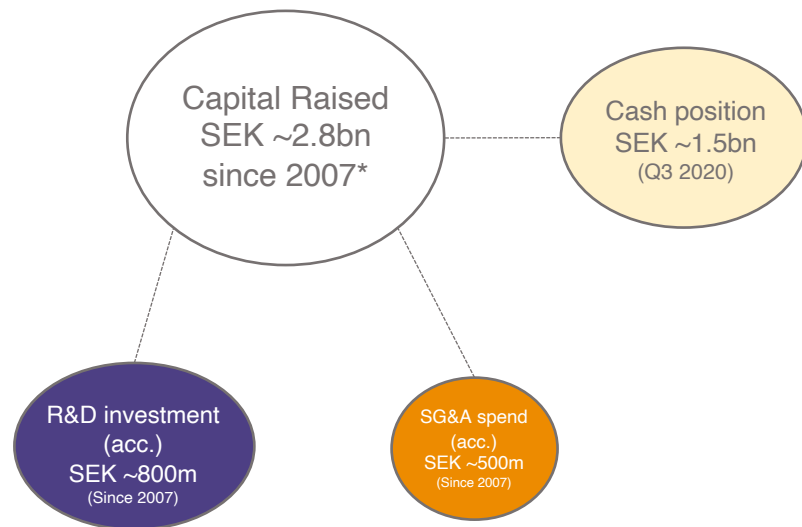 Capital Raised
SEK ~2.8bn
since 2007*
Cash position
SEK ~1.5bn
(Q3 2020)
R&D investment
(acc.)
SEK ~800m
(Since 2007)
SG&A spend
(acc.)
SEK ~500m
(Since 2007)